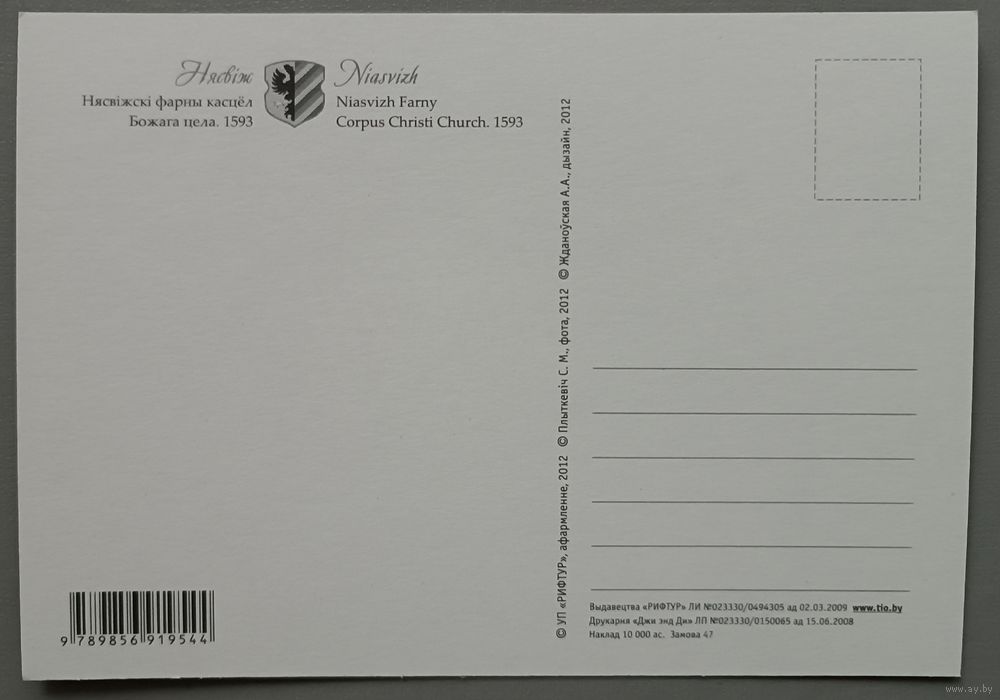 Нясвіж
Нясвіжскі фарны касцёл
Божага цела. 1593
Niasvizh
Niasvizh Farny
Corpus Christi Church. 1593
© УП «РИФТУР», афармленне, 2012 © Плыткевіч С. М., фота, 2012 © Ждановўская А.А., дызайн, 2012
9 789856 919544
Выдавецтва «РИФТУР» ЛИ №023330/0494305 ад 02.03.2009 www.tio.by
Друкарня «Джи энд Ди» ЛП №023330/0150065 ад 15.06.2008
Наклад 10 000 ас. Замова 47
www.ay.by